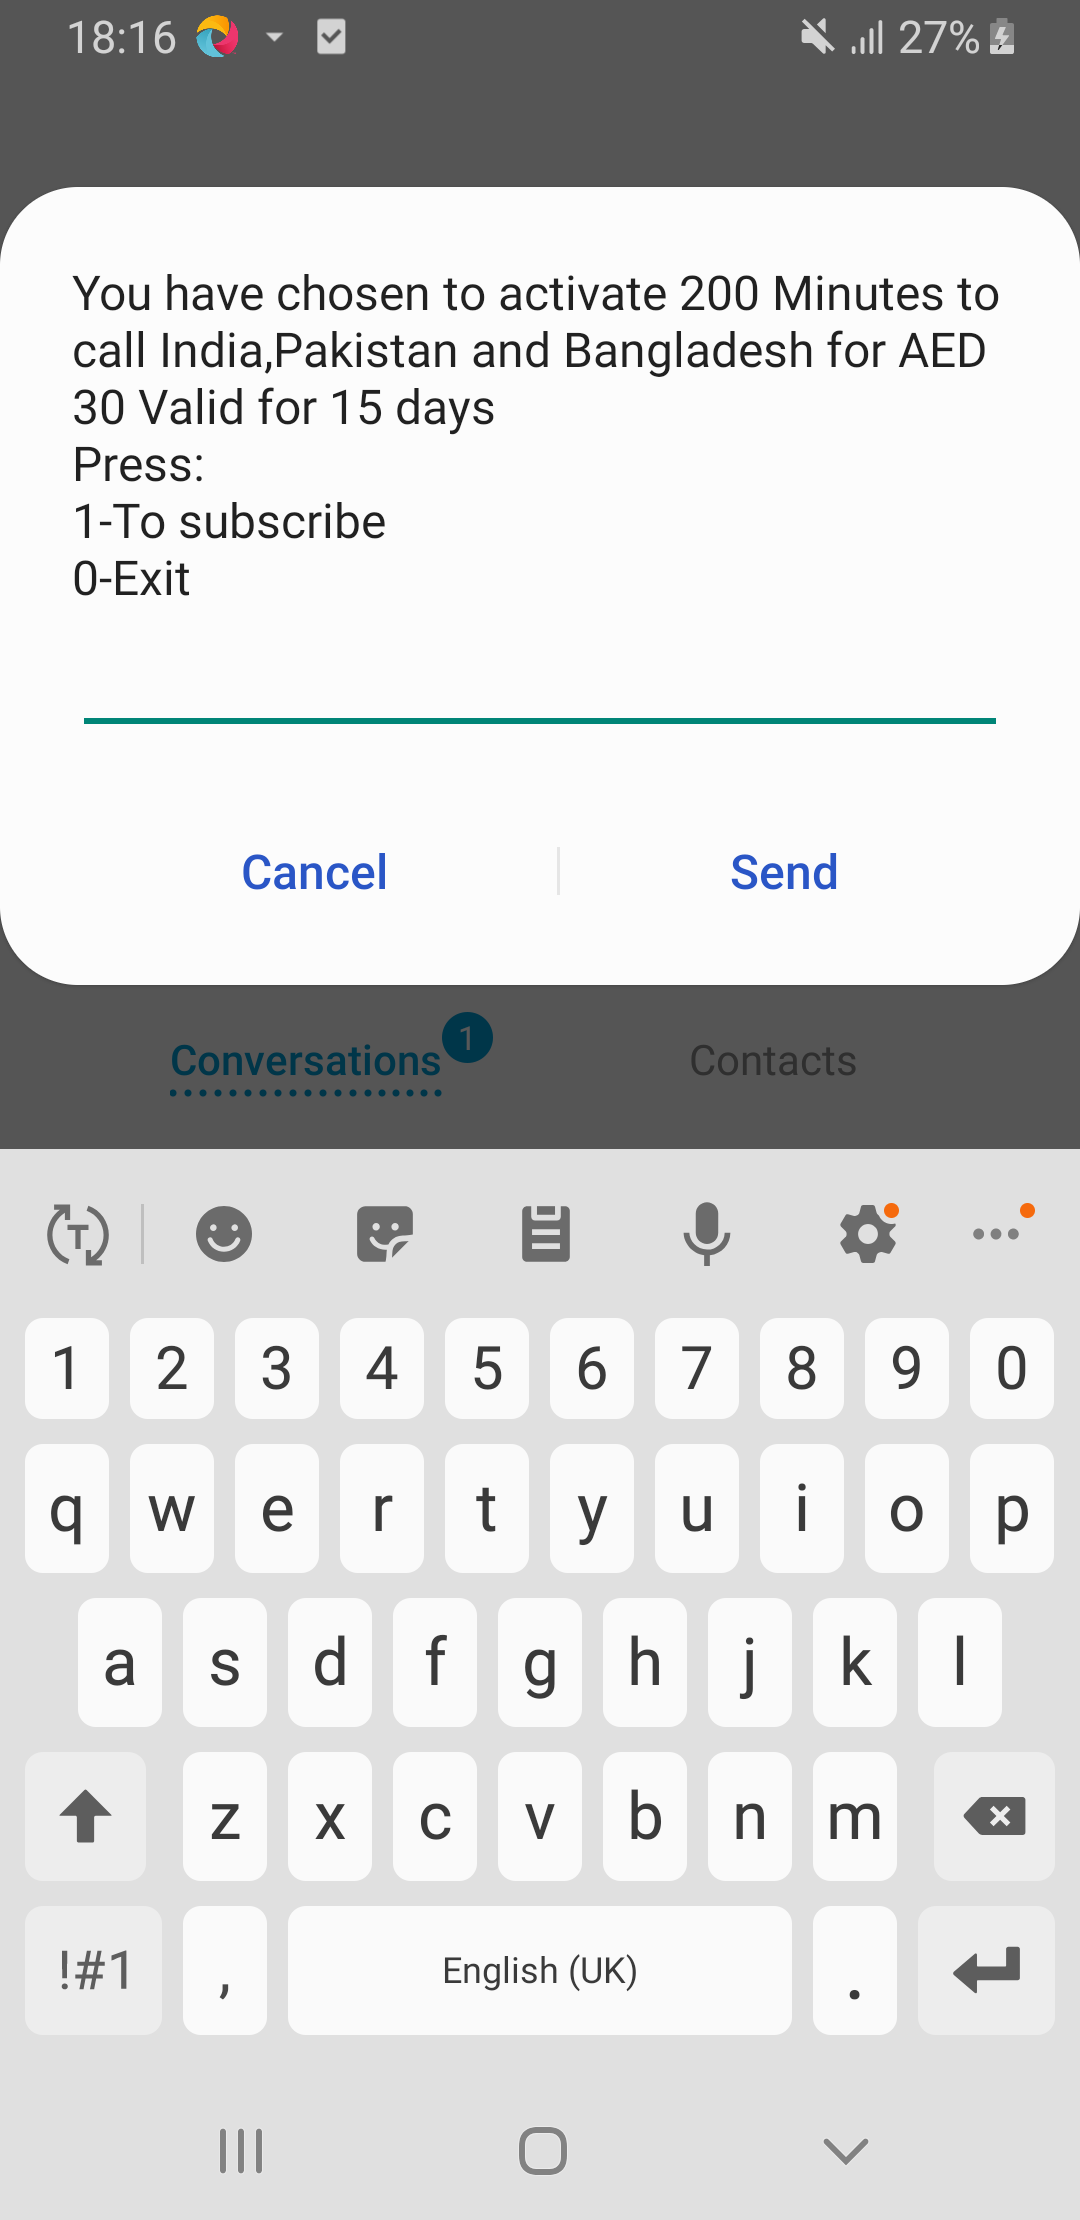 18:16 27%
You have chosen to activate 200 Minutes to
call India,Pakistan and Bangladesh for AED
30 Valid for 15 days
Press:
1-To subscribe
0-Exit
Cancel Send
Conversations 1 Contacts
T
1 2 3 4 5 6 7 8 9 0
q w e r t y u i o p
a s d f g h j k l
z x c v b n m
!#1 , English (UK) .